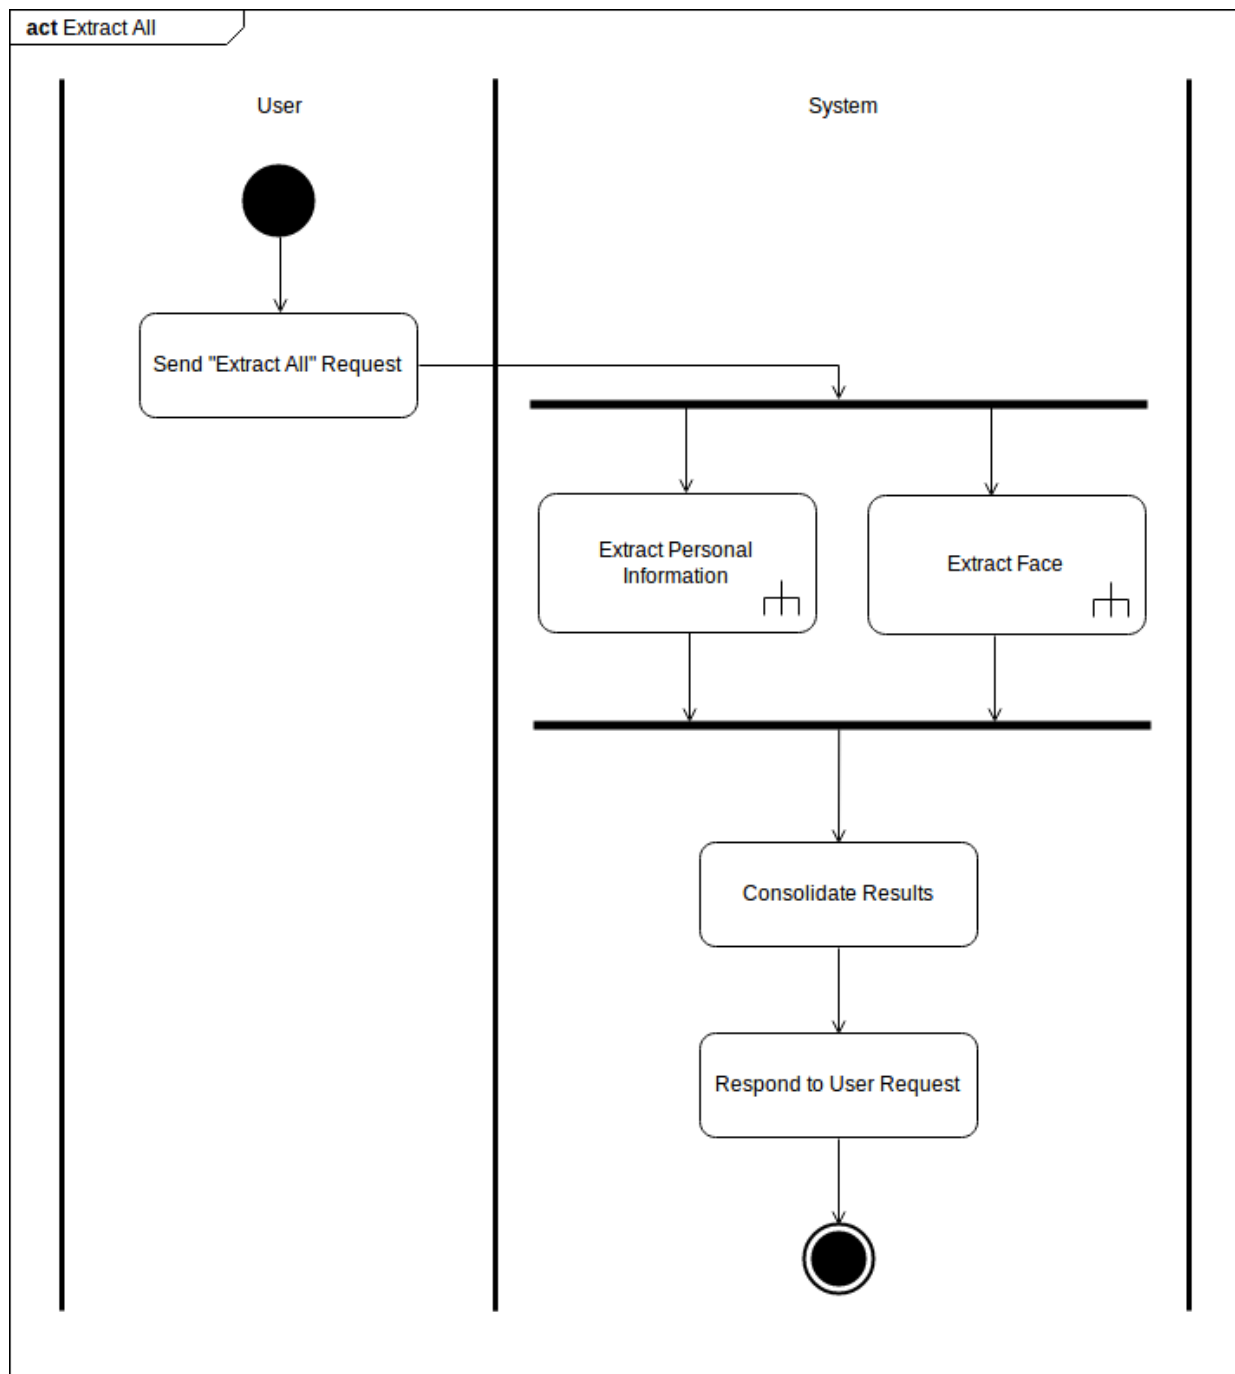 act Extract All
User
System
Send "Extract All" Request
Extract Personal
Information
Extract Face
Consolidate Results
Respond to User Request